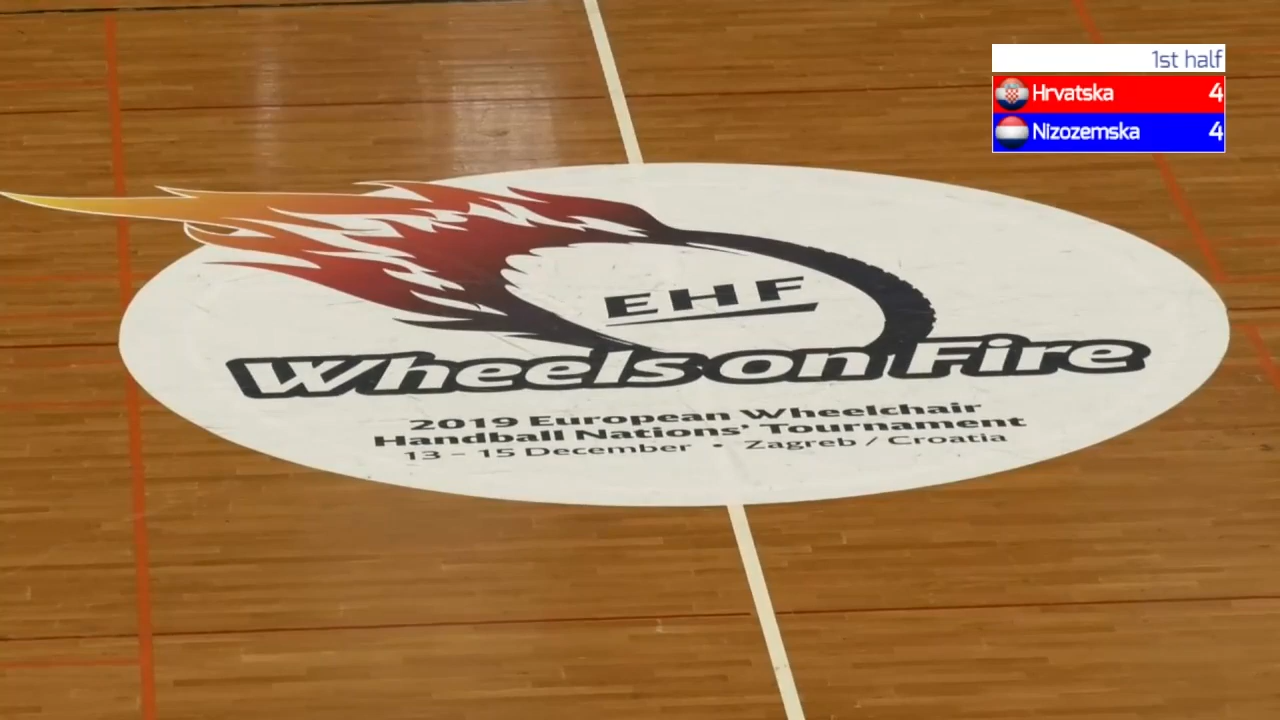 1st half
Hrvatska 4
Nizozemska 4
EHF
Wheels on Fire
2019 European Wheelchair
Handball Nations' Tournament
13 - 15 December • Zagreb / Croatia